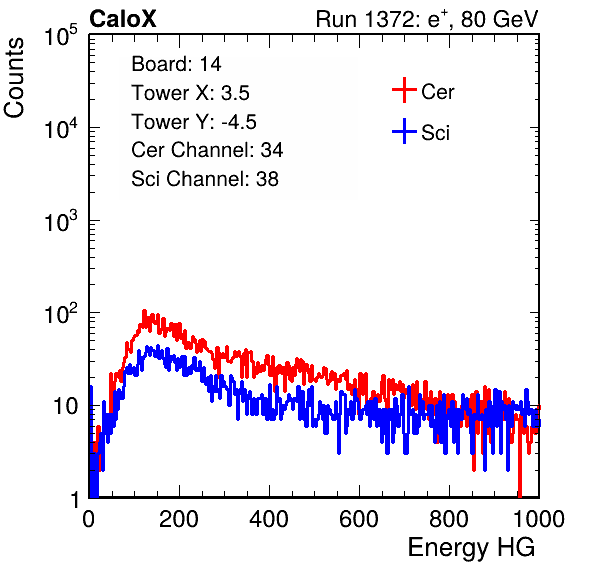 CaloX Run 1372: e⁺, 80 GeV
Counts
10⁵
10⁴
10³
10²
10
1
Board: 14
Tower X: 3.5
Tower Y: -4.5
Cer Channel: 34
Sci Channel: 38
Cer
Sci
0 200 400 600 800 1000
Energy HG